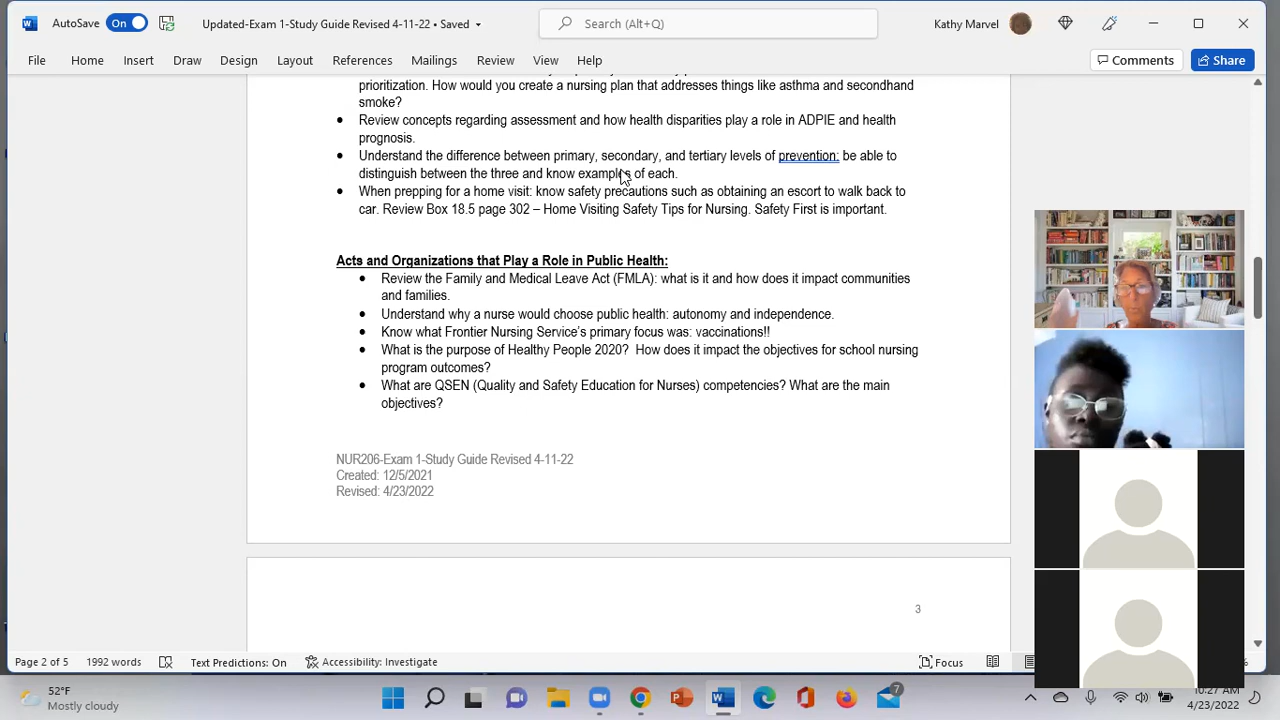 AutoSave On Updated-Exam 1-Study Guide Revised 4-11-22 • Saved Search (Alt+Q) Kathy Marvel
File Home Insert Draw Design Layout References Mailings Review View Help Comments Share
prioritization. How would you create a nursing plan that addresses things like asthma and secondhand
smoke?
• Review concepts regarding assessment and how health disparities play a role in ADPIE and health
prognosis.
• Understand the difference between primary, secondary, and tertiary levels of prevention; be able to
distinguish between the three and know examples of each.
• When prepping for a home visit: know safety precautions such as obtaining an escort to walk back to
car. Review Box 18.5 page 302 – Home Visiting Safety Tips for Nursing. Safety First is important.
Acts and Organizations that Play a Role in Public Health:
• Review the Family and Medical Leave Act (FMLA): what is it and how does it impact communities
and families.
• Understand why a nurse would choose public health: autonomy and independence.
• Know what Frontier Nursing Service's primary focus was: vaccinations!!
• What is the purpose of Healthy People 2020? How does it impact the objectives for school nursing
program outcomes?
• What are QSEN (Quality and Safety Education for Nurses) competencies? What are the main
objectives?
NUR206-Exam 1-Study Guide Revised 4-11-22
Created: 12/5/2021
Revised: 4/23/2022
3
Page 2 of 5 1992 words Text Predictions: On Accessibility: Investigate Focus
52°F
Mostly cloudy
7
10:27 AM
4/23/2022